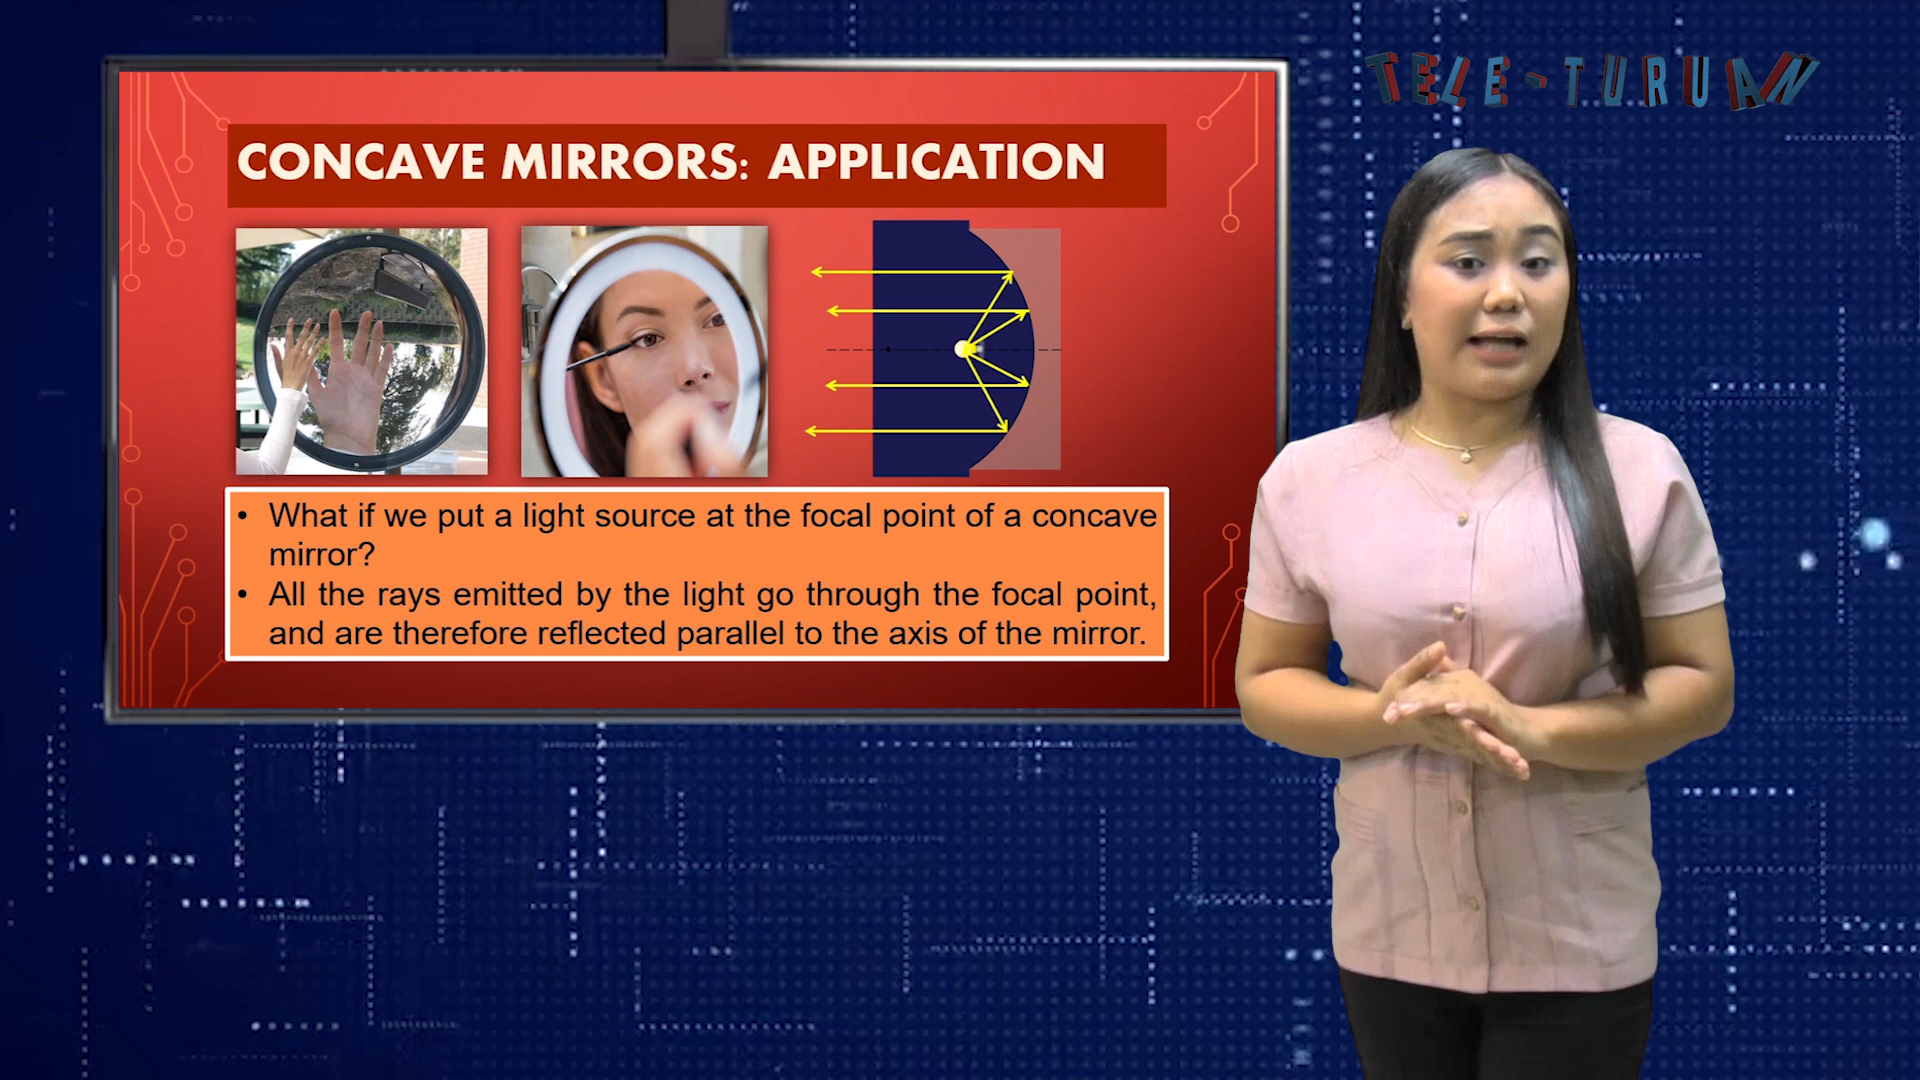 TELE-TURUAN
CONCAVE MIRRORS: APPLICATION
• What if we put a light source at the focal point of a concave
mirror?
• All the rays emitted by the light go through the focal point,
and are therefore reflected parallel to the axis of the mirror.